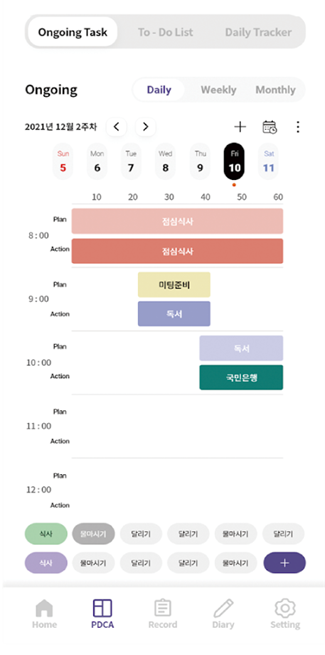 Ongoing Task To - Do List Daily Tracker
Ongoing Daily Weekly Monthly
2021년 12월 2주차
Sun Mon Tue Wed Thu Fri Sat
5 6 7 8 9 10 11
10 20 30 40 50 60
Plan 점심식사
8 : 00
Action 점심식사
Plan 미팅준비
9 : 00
Action 독서
Plan 독서
10 : 00
Action 국민은행
Plan
11 : 00
Action
Plan
12 : 00
Action
식사 물마시기 달리기 달리기 물마시기 달리기
식사 물마시기 달리기 달리기 물마시기 +
Home PDCA Record Diary Setting